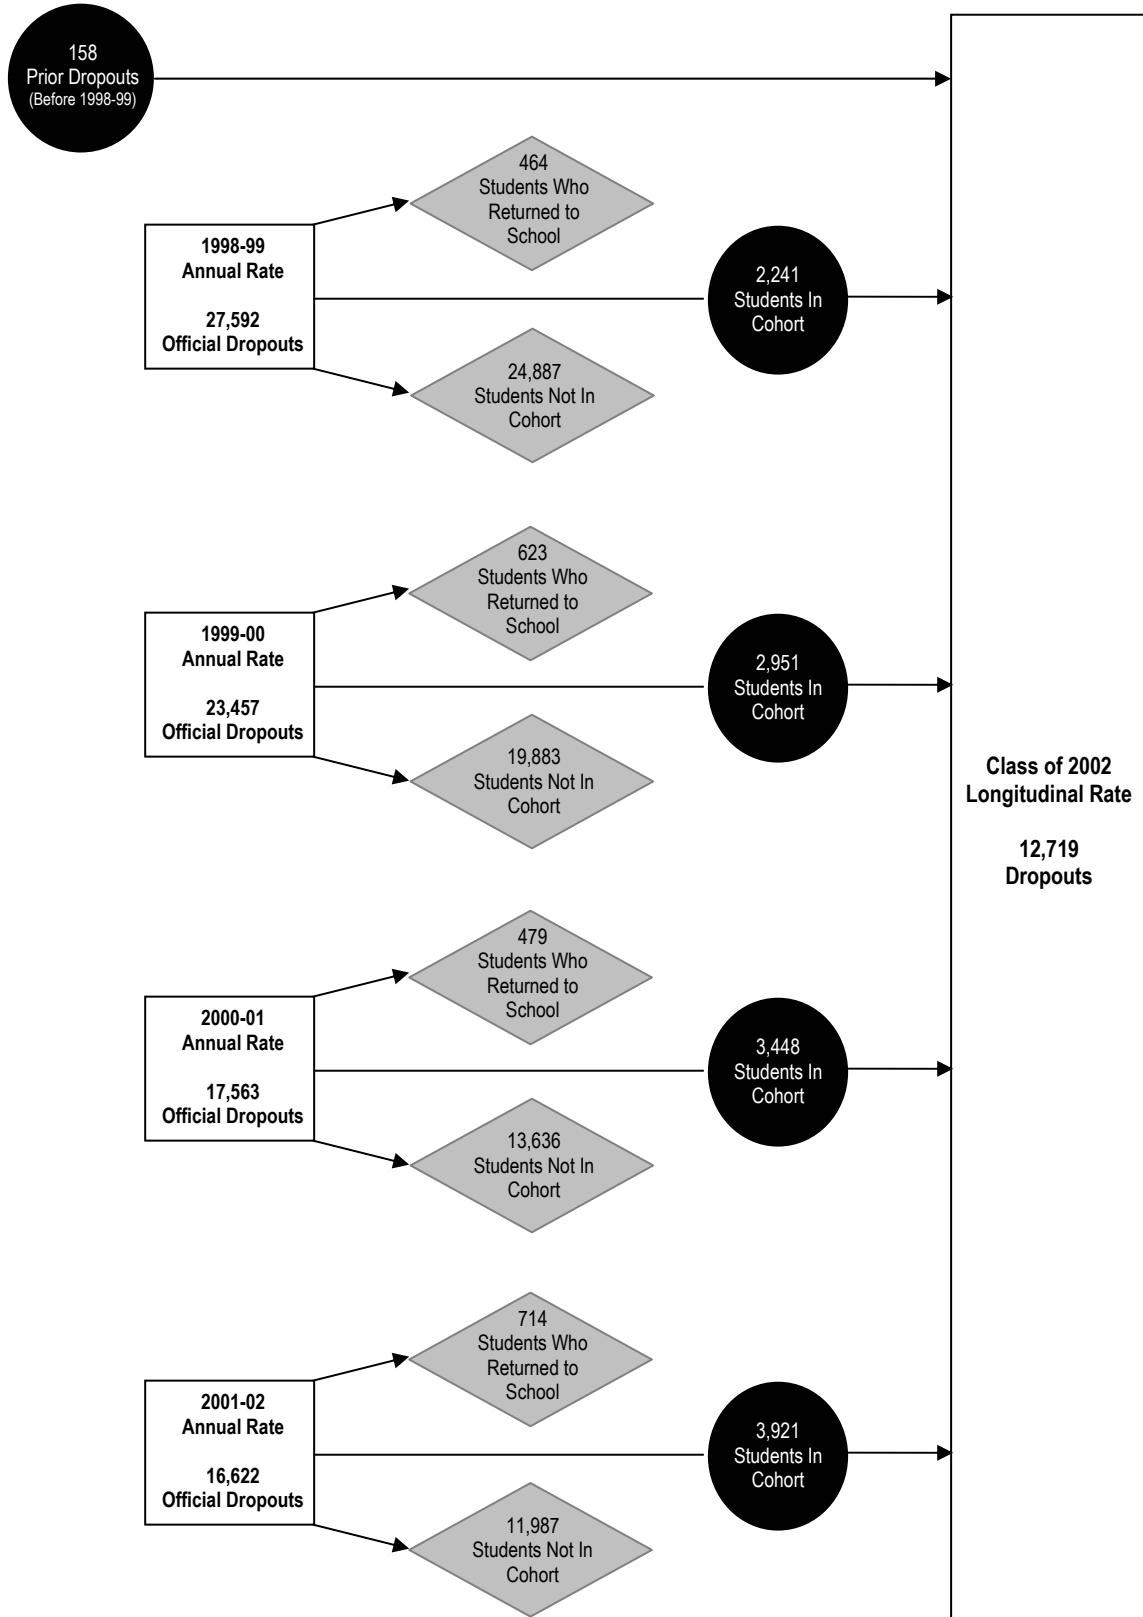 158
Prior Dropouts
(Before 1998-99)
464
Students Who
Returned to
School
1998-99
Annual Rate
27,592
Official Dropouts
2,241
Students In
Cohort
24,887
Students Not In
Cohort
623
Students Who
Returned to
School
1999-00
Annual Rate
23,457
Official Dropouts
2,951
Students In
Cohort
19,883
Students Not In
Cohort
Class of 2002
Longitudinal Rate
12,719
Dropouts
479
Students Who
Returned to
School
2000-01
Annual Rate
17,563
Official Dropouts
3,448
Students In
Cohort
13,636
Students Not In
Cohort
714
Students Who
Returned to
School
2001-02
Annual Rate
16,622
Official Dropouts
3,921
Students In
Cohort
11,987
Students Not In
Cohort